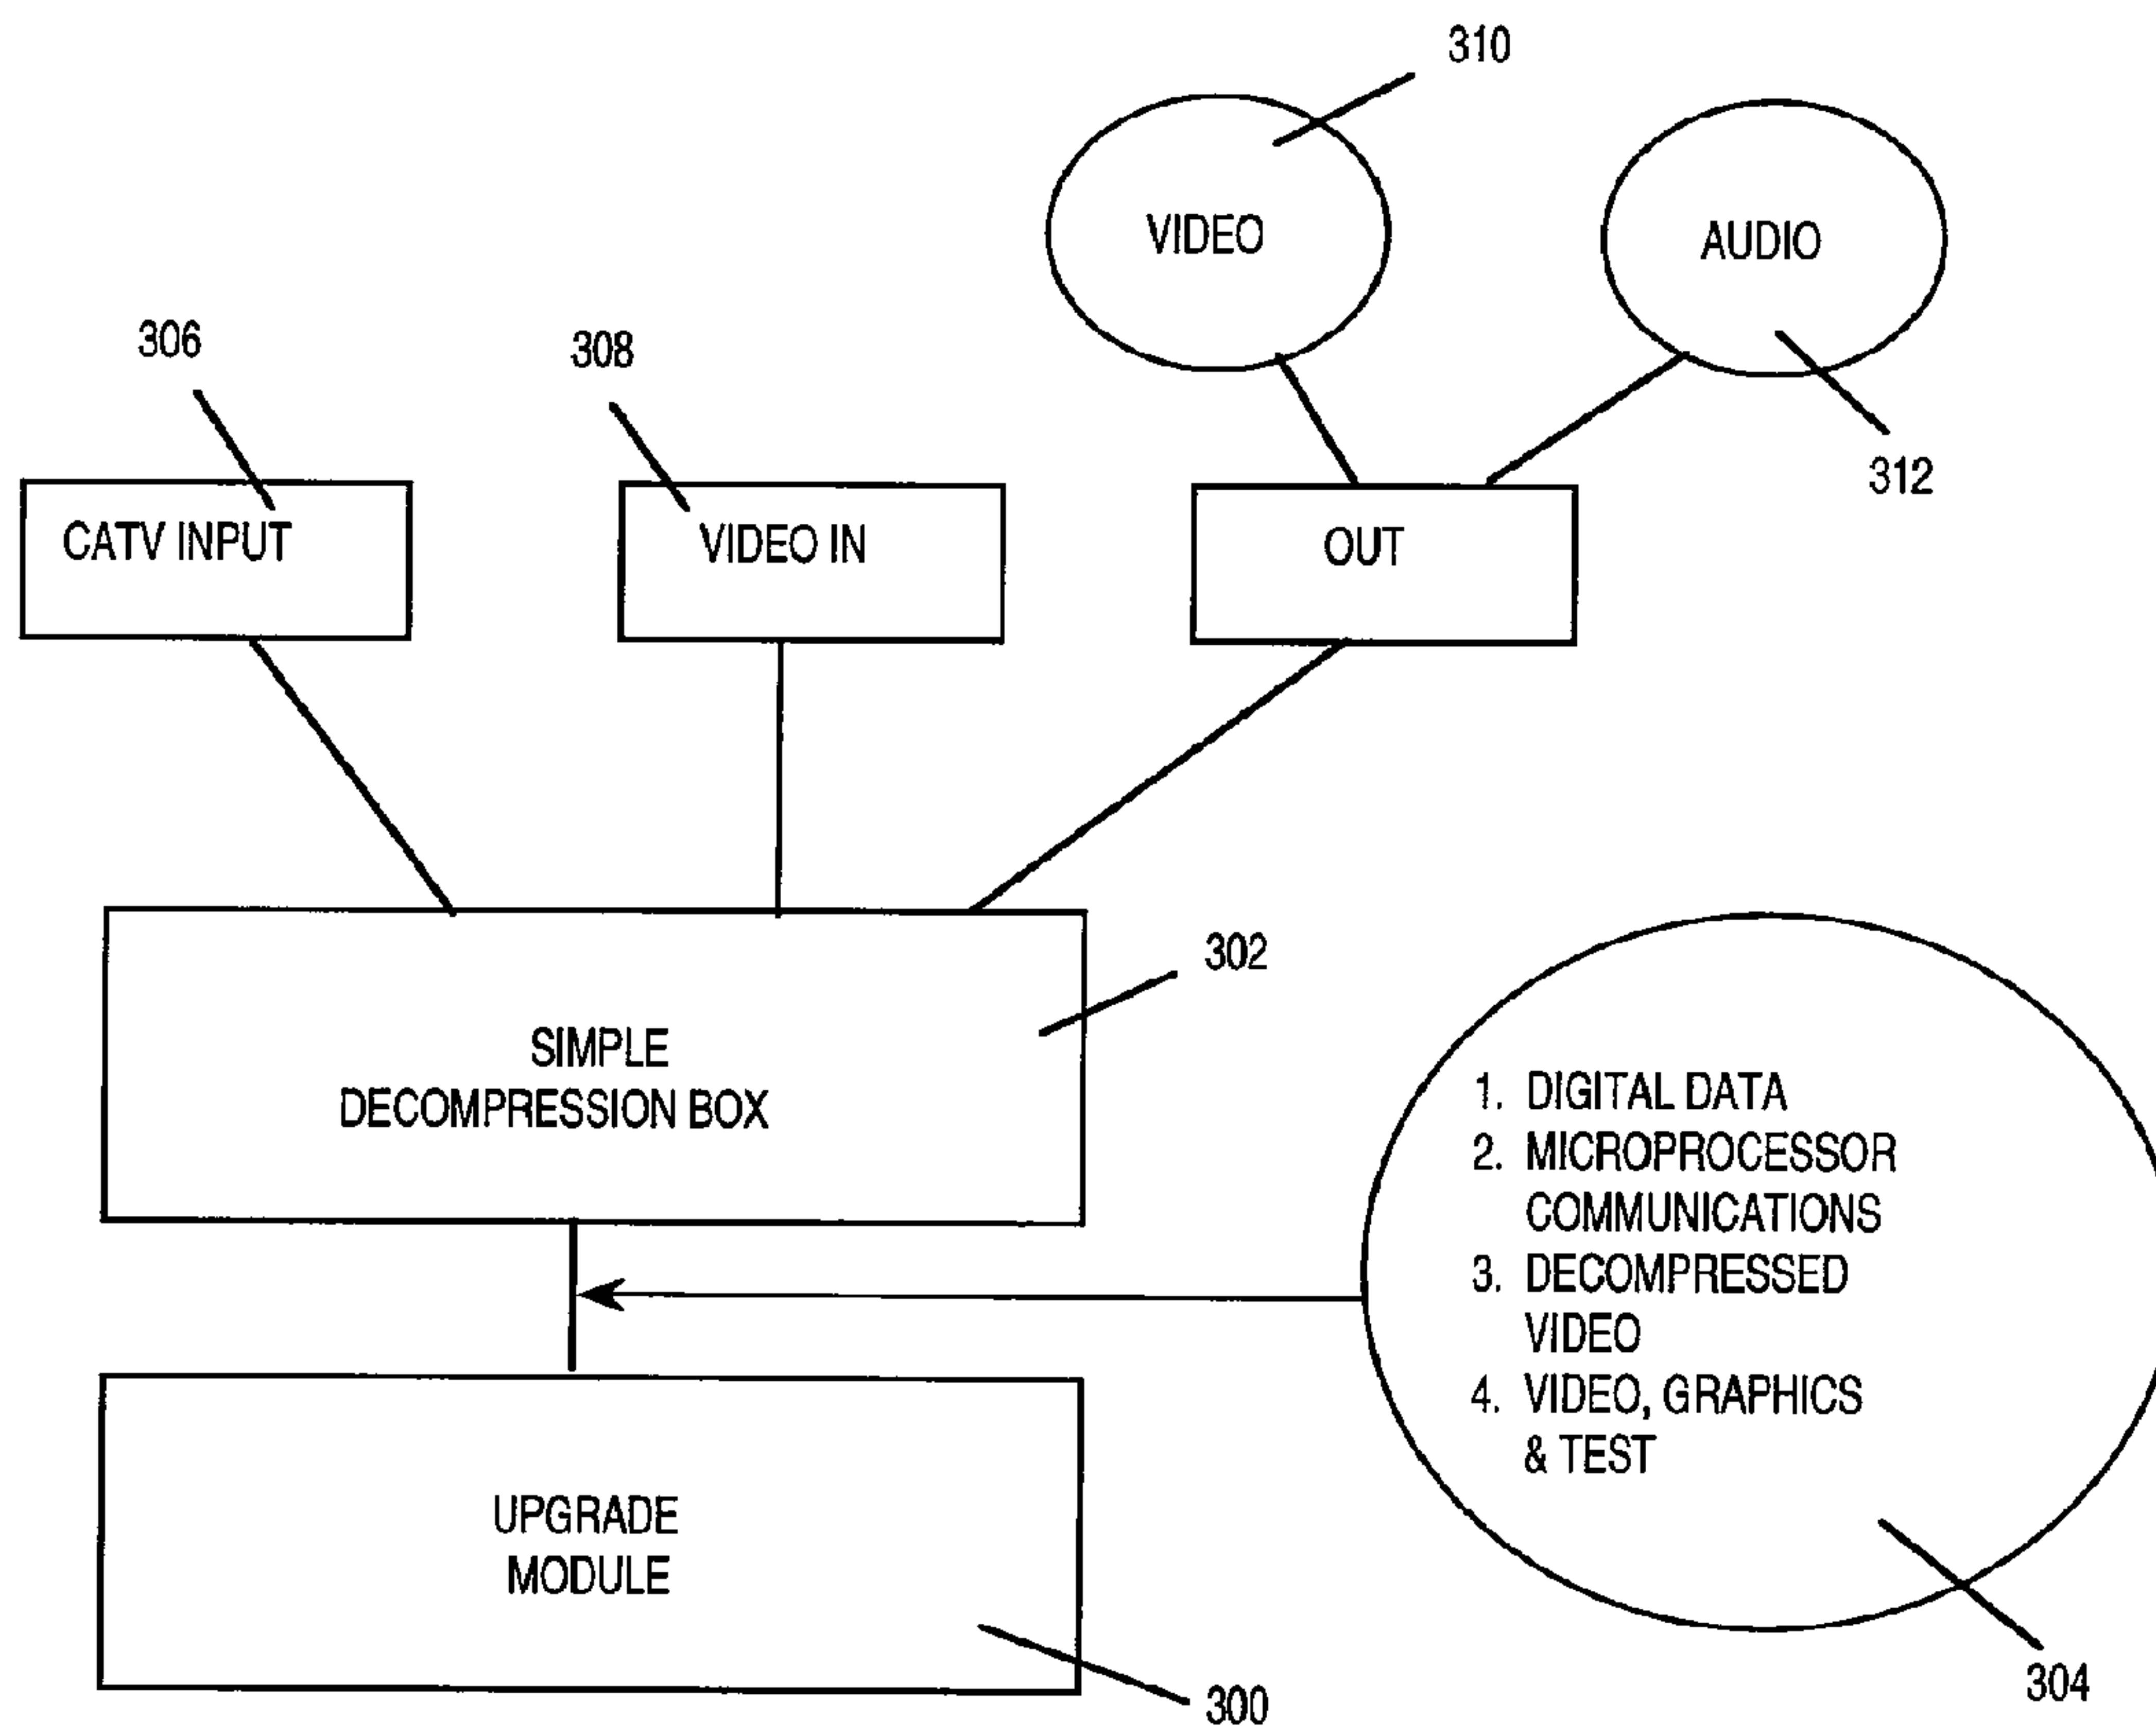 310
VIDEO
AUDIO
306
308
312
CATV INPUT
VIDEO IN
OUT
302
SIMPLE
DECOMPRESSION BOX
1. DIGITAL DATA
2. MICROPROCESSOR
COMMUNICATIONS
3. DECOMPRESSED
VIDEO
4. VIDEO, GRAPHICS
& TEST
UPGRADE
MODULE
304
300